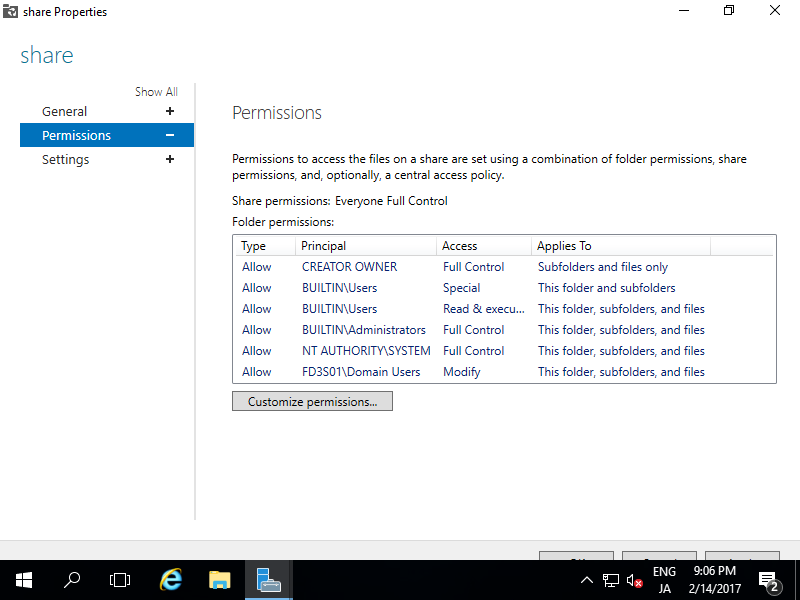 share Properties
share
Show All
General +
Permissions −
Settings +
Permissions
Permissions to access the files on a share are set using a combination of folder permissions, share
permissions, and, optionally, a central access policy.
Share permissions: Everyone Full Control
Folder permissions:
Type Principal Access Applies To
Allow CREATOR OWNER Full Control Subfolders and files only
Allow BUILTIN\Users Special This folder and subfolders
Allow BUILTIN\Users Read & execu... This folder, subfolders, and files
Allow BUILTIN\Administrators Full Control This folder, subfolders, and files
Allow NT AUTHORITY\SYSTEM Full Control This folder, subfolders, and files
Allow FD3S01\Domain Users Modify This folder, subfolders, and files
Customize permissions...
ENG
JA
9:06 PM
2/14/2017
2